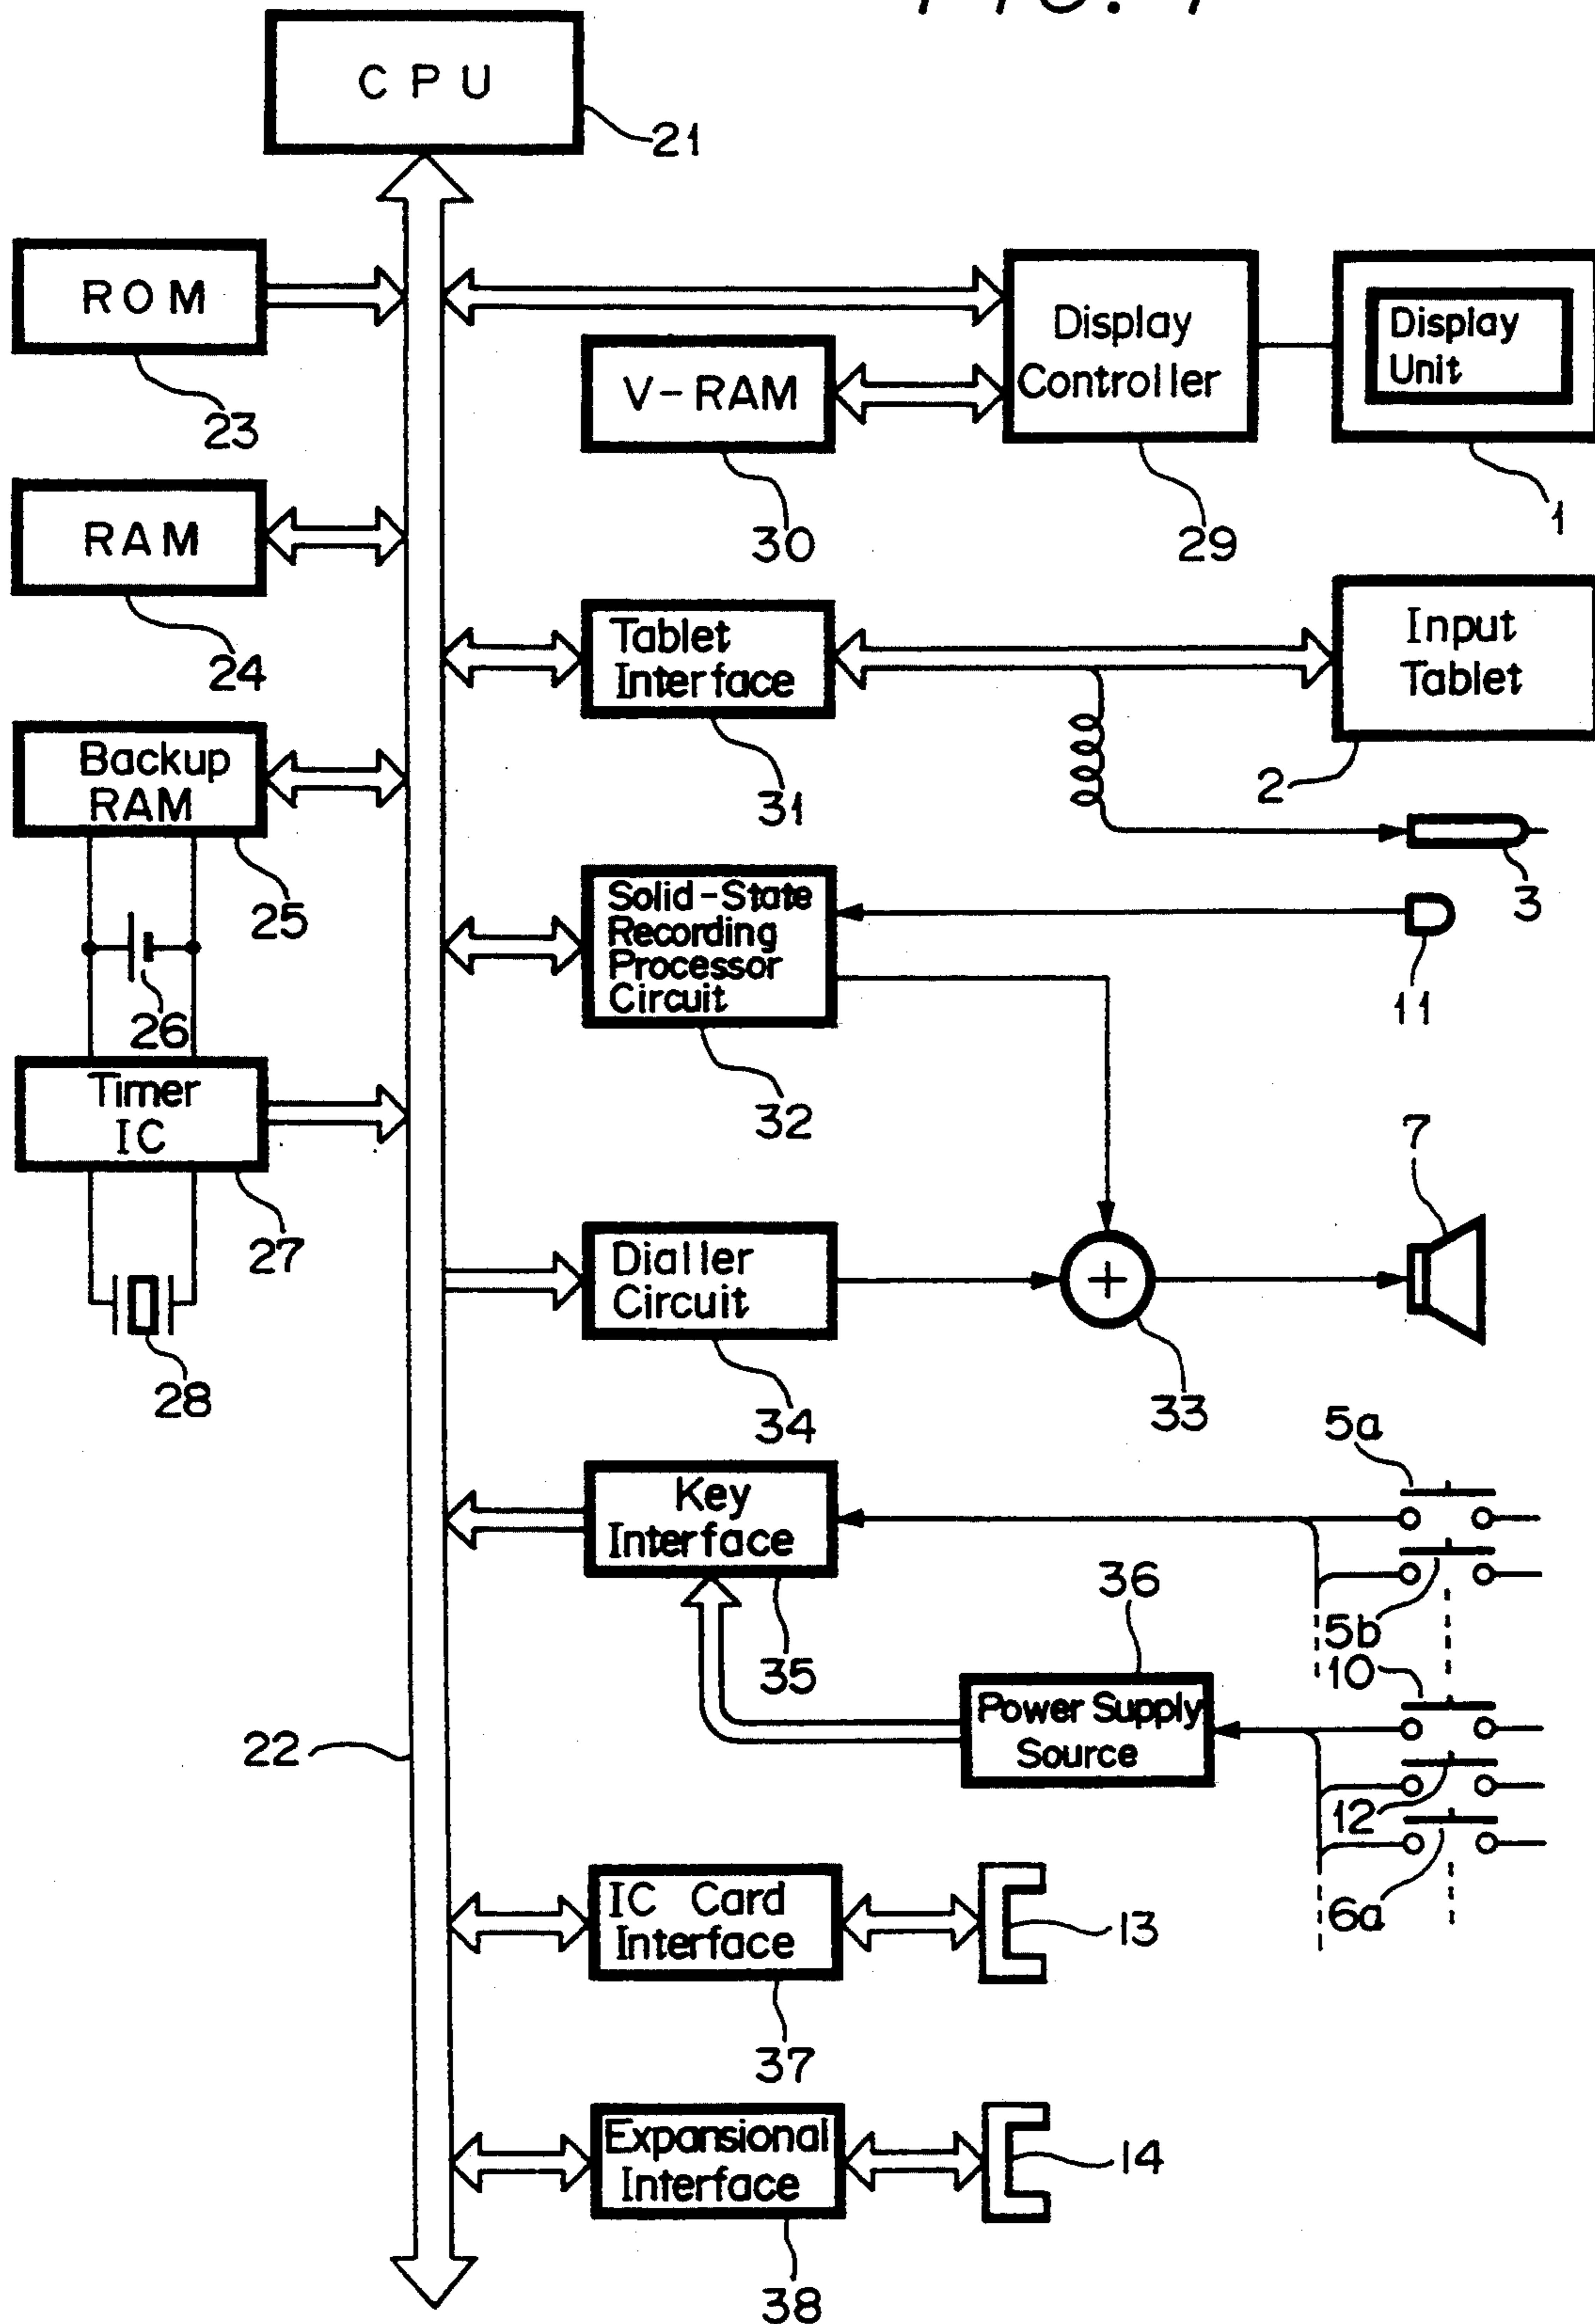 CPU
21
ROM
23
Display
Controller
29
Display
Unit
1
V-RAM
30
RAM
24
Tablet
Interface
31
Input
Tablet
2
3
Backup
RAM
25
26
Solid-State
Recording
Processor
Circuit
32
11
Timer
IC
27
28
7
Dialler
Circuit
34
+
33
Key
Interface
35
5a
5b
36
Power Supply
Source
10
12
6a
22
IC Card
Interface
37
13
Expansional
Interface
38
14